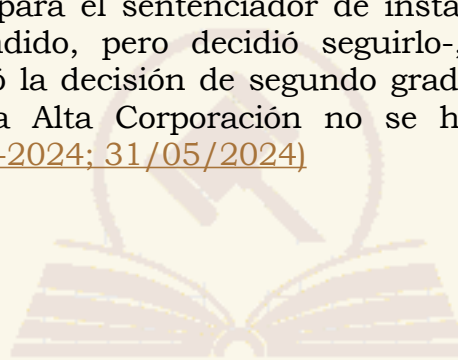 para el sentenciador de insta
ndido, pero decidió seguirlo-,
ó la decisión de segundo grad
a Alta Corporación no se h
-2024; 31/05/2024)